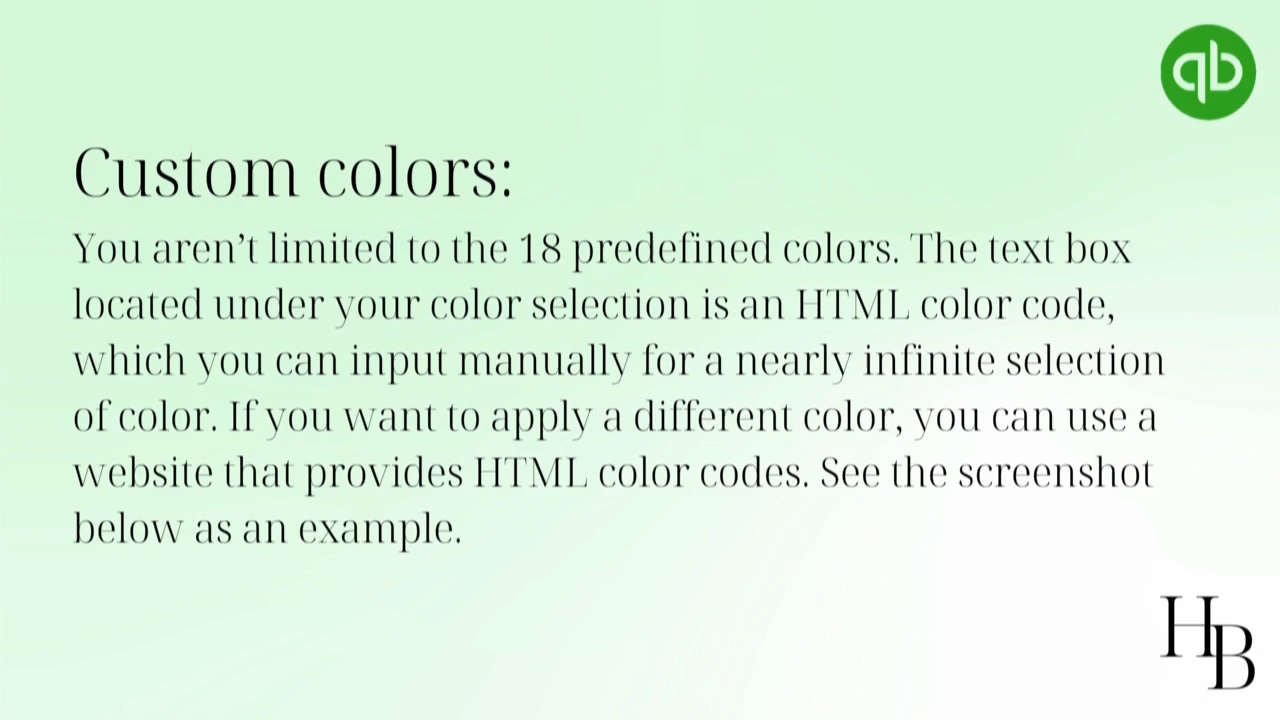 qb
Custom colors:
You aren’t limited to the 18 predefined colors. The text box
located under your color selection is an HTML color code,
which you can input manually for a nearly infinite selection
of color. If you want to apply a different color, you can use a
website that provides HTML color codes. See the screenshot
below as an example.
HB